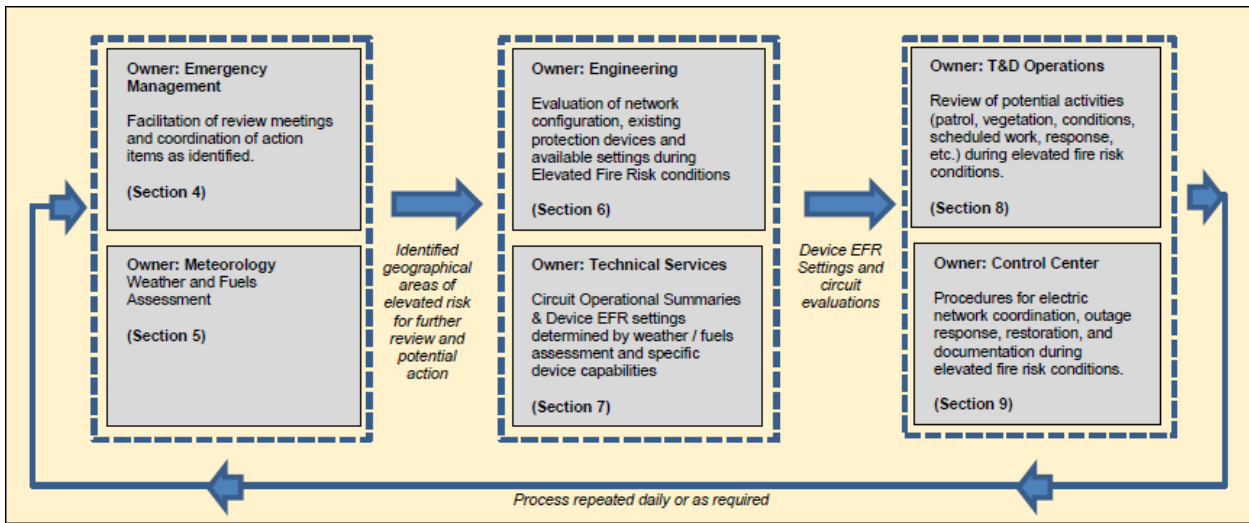 Owner: Emergency
Management
Facilitation of review meetings
and coordination of action
items as identified.
(Section 4)
Owner: Meteorology
Weather and Fuels
Assessment
(Section 5)
Identified
geographical
areas of
elevated risk
for further
review and
potential
action
Owner: Engineering
Evaluation of network
configuration, existing
protection devices and
available settings during
Elevated Fire Risk conditions
(Section 6)
Owner: Technical Services
Circuit Operational Summaries
& Device EFR settings
determined by weather / fuels
assessment and specific
device capabilities
(Section 7)
Device EFR
Settings and
circuit
evaluations
Owner: T&D Operations
Review of potential activities
(patrol, vegetation, conditions,
scheduled work, response,
etc.) during elevated fire risk
conditions.
(Section 8)
Owner: Control Center
Procedures for electric
network coordination, outage
response, restoration, and
documentation during
elevated fire risk conditions.
(Section 9)
Process repeated daily or as required